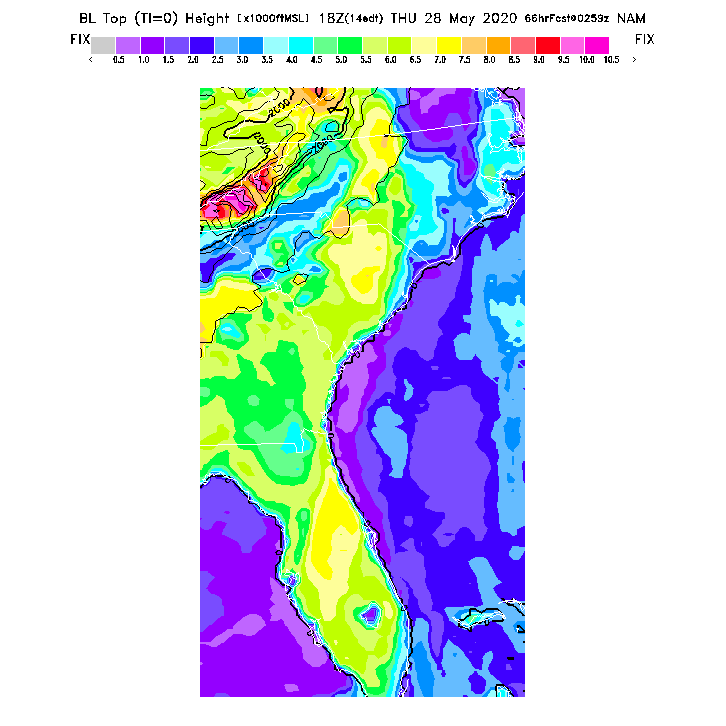 BL Top (TI=0) Height [x1000ftMSL] 18Z(14edt) THU 28 May 2020 66hrFcst@0259z NAM
FIX FIX
< 0.5 1.0 1.5 2.0 2.5 3.0 3.5 4.0 4.5 5.0 5.5 6.0 6.5 7.0 7.5 8.0 8.5 9.0 9.5 10.0 10.5 >
2000
2000
2000